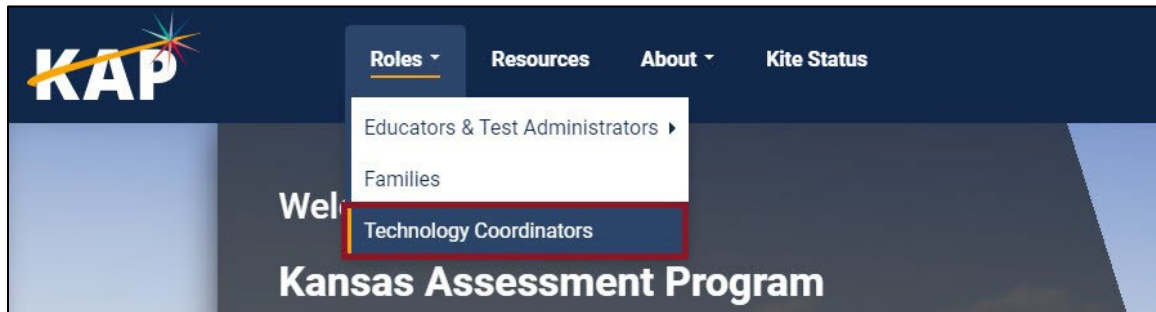 KAP
Roles Resources About Kite Status
Educators & Test Administrators
Families
Wel
Technology Coordinators
Kansas Assessment Program